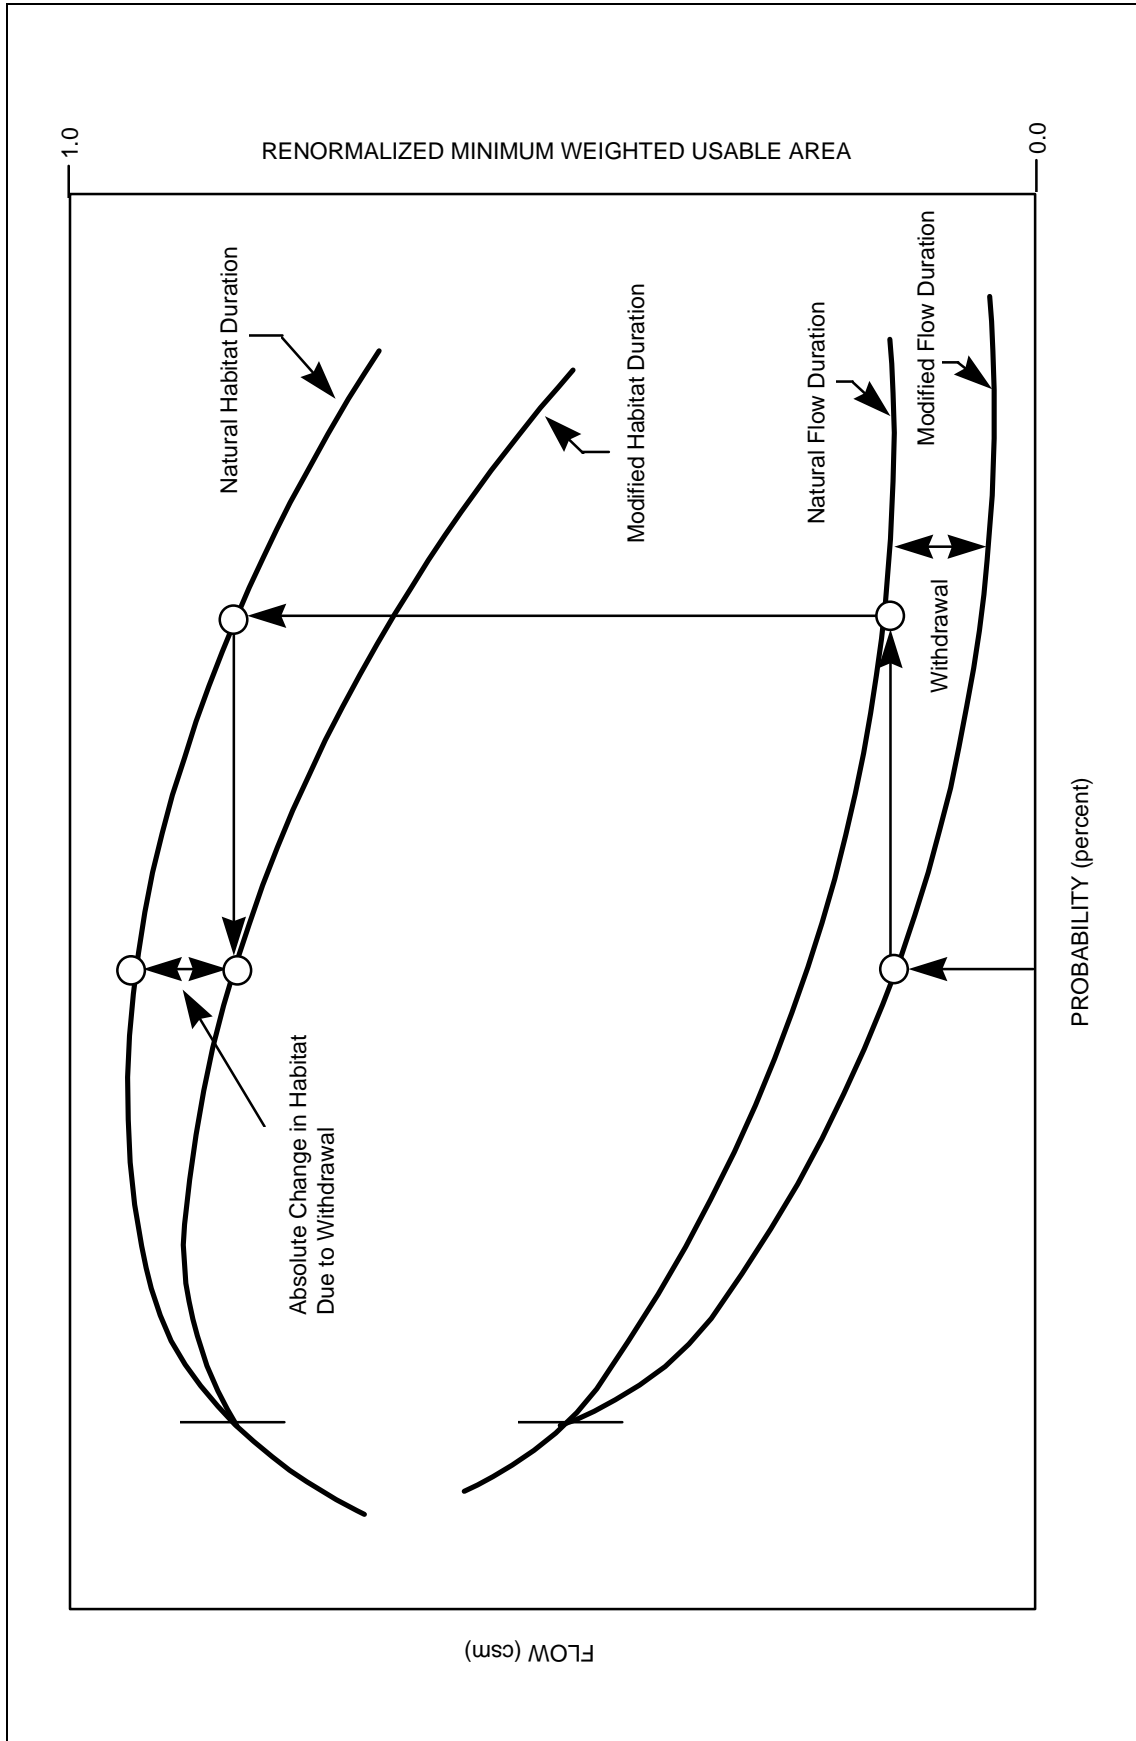 RENORMALIZED MINIMUM WEIGHTED USABLE AREA
1.0
0.0
Natural Habitat Duration
Modified Habitat Duration
Natural Flow Duration
Modified Flow Duration
Withdrawal
Absolute Change in Habitat
Due to Withdrawal
PROBABILITY (percent)
FLOW (csm)